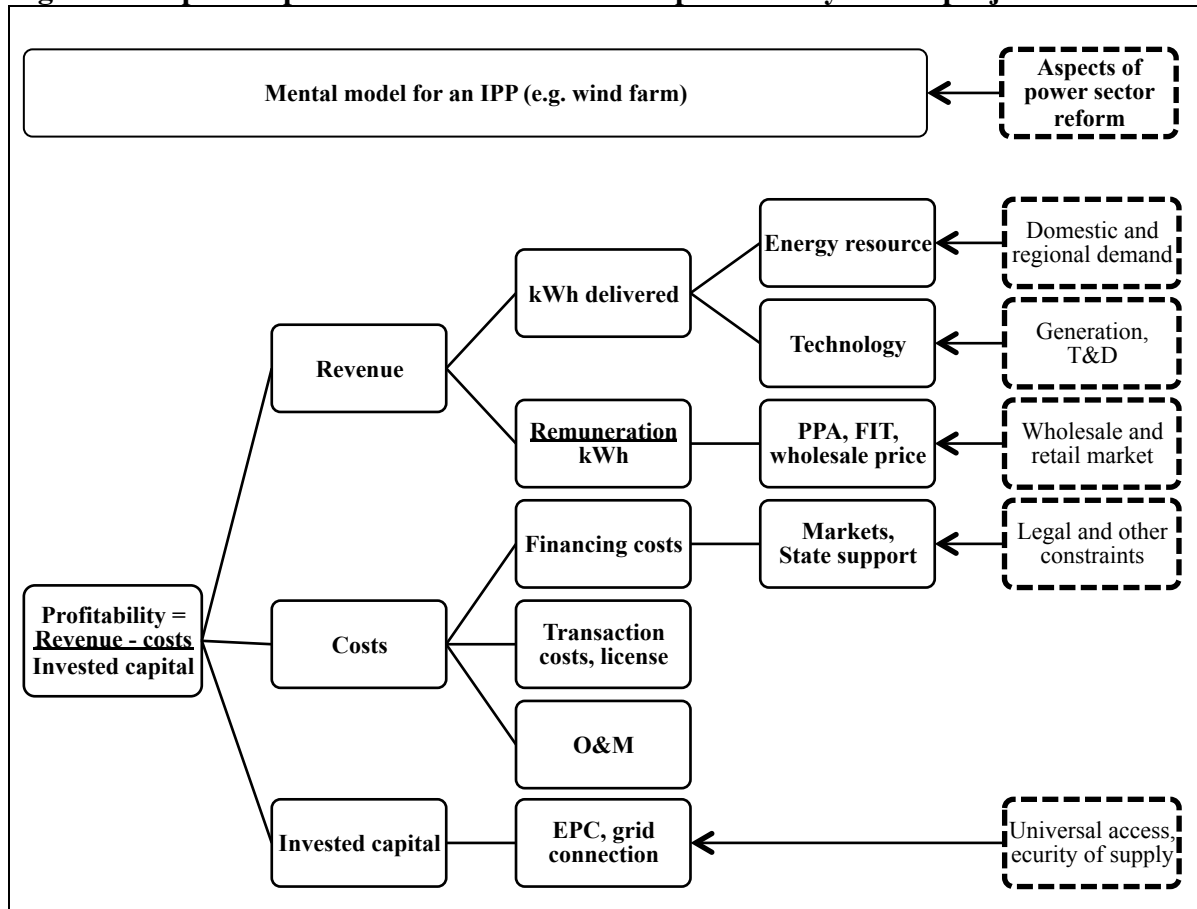 Mental model for an IPP (e.g. wind farm)
Aspects of
power sector
reform
Energy resource
Domestic and
regional demand
kWh delivered
Technology
Generation,
T&D
Revenue
Remuneration
kWh
PPA, FIT,
wholesale price
Wholesale and
retail market
Financing costs
Markets,
State support
Legal and other
constraints
Profitability =
Revenue - costs
Invested capital
Costs
Transaction
costs, license
O&M
Invested capital
EPC, grid
connection
Universal access,
ecurity of supply